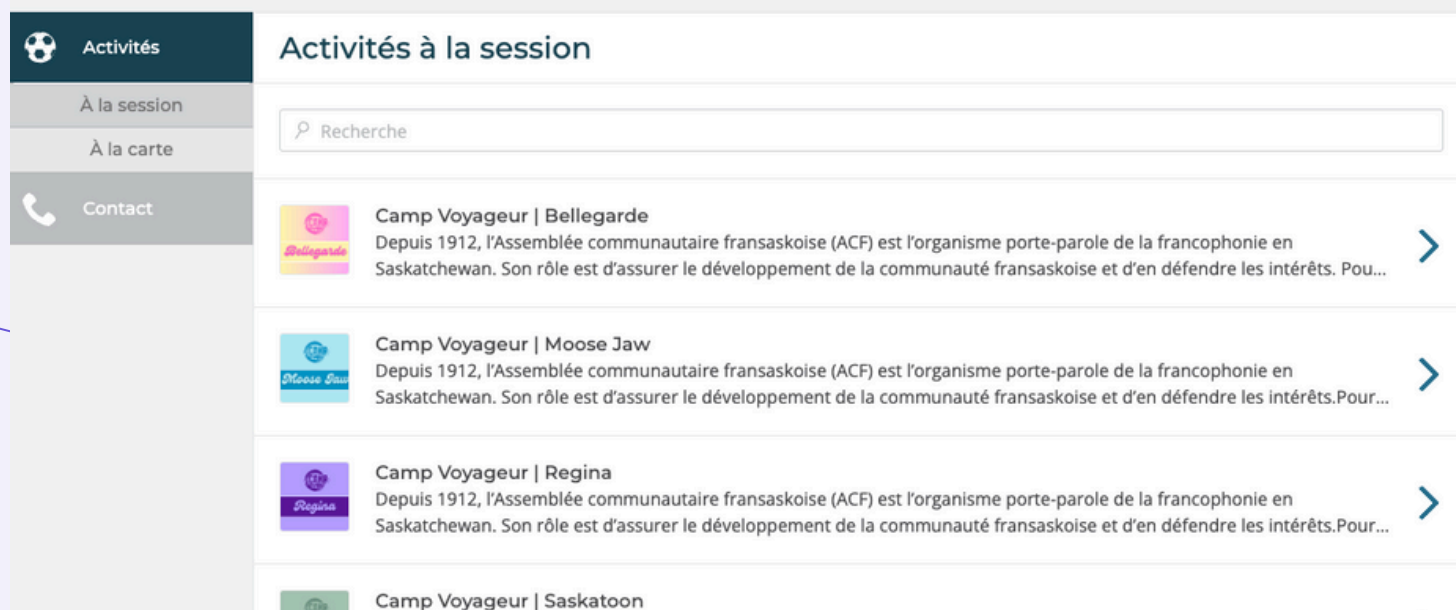 Activités
À la session
À la carte
Contact
Activités à la session
Recherche
Bellegarde
Camp Voyageur | Bellegarde
Depuis 1912, l’Assemblée communautaire fransaskoise (ACF) est l’organisme porte-parole de la francophonie en
Saskatchewan. Son rôle est d’assurer le développement de la communauté fransaskoise et d’en défendre les intérêts. Pou...
Moose Jaw
Camp Voyageur | Moose Jaw
Depuis 1912, l’Assemblée communautaire fransaskoise (ACF) est l’organisme porte-parole de la francophonie en
Saskatchewan. Son rôle est d’assurer le développement de la communauté fransaskoise et d’en défendre les intérêts.Pour...
Regina
Camp Voyageur | Regina
Depuis 1912, l’Assemblée communautaire fransaskoise (ACF) est l’organisme porte-parole de la francophonie en
Saskatchewan. Son rôle est d’assurer le développement de la communauté fransaskoise et d’en défendre les intérêts.Pour...
Camp Voyageur | Saskatoon